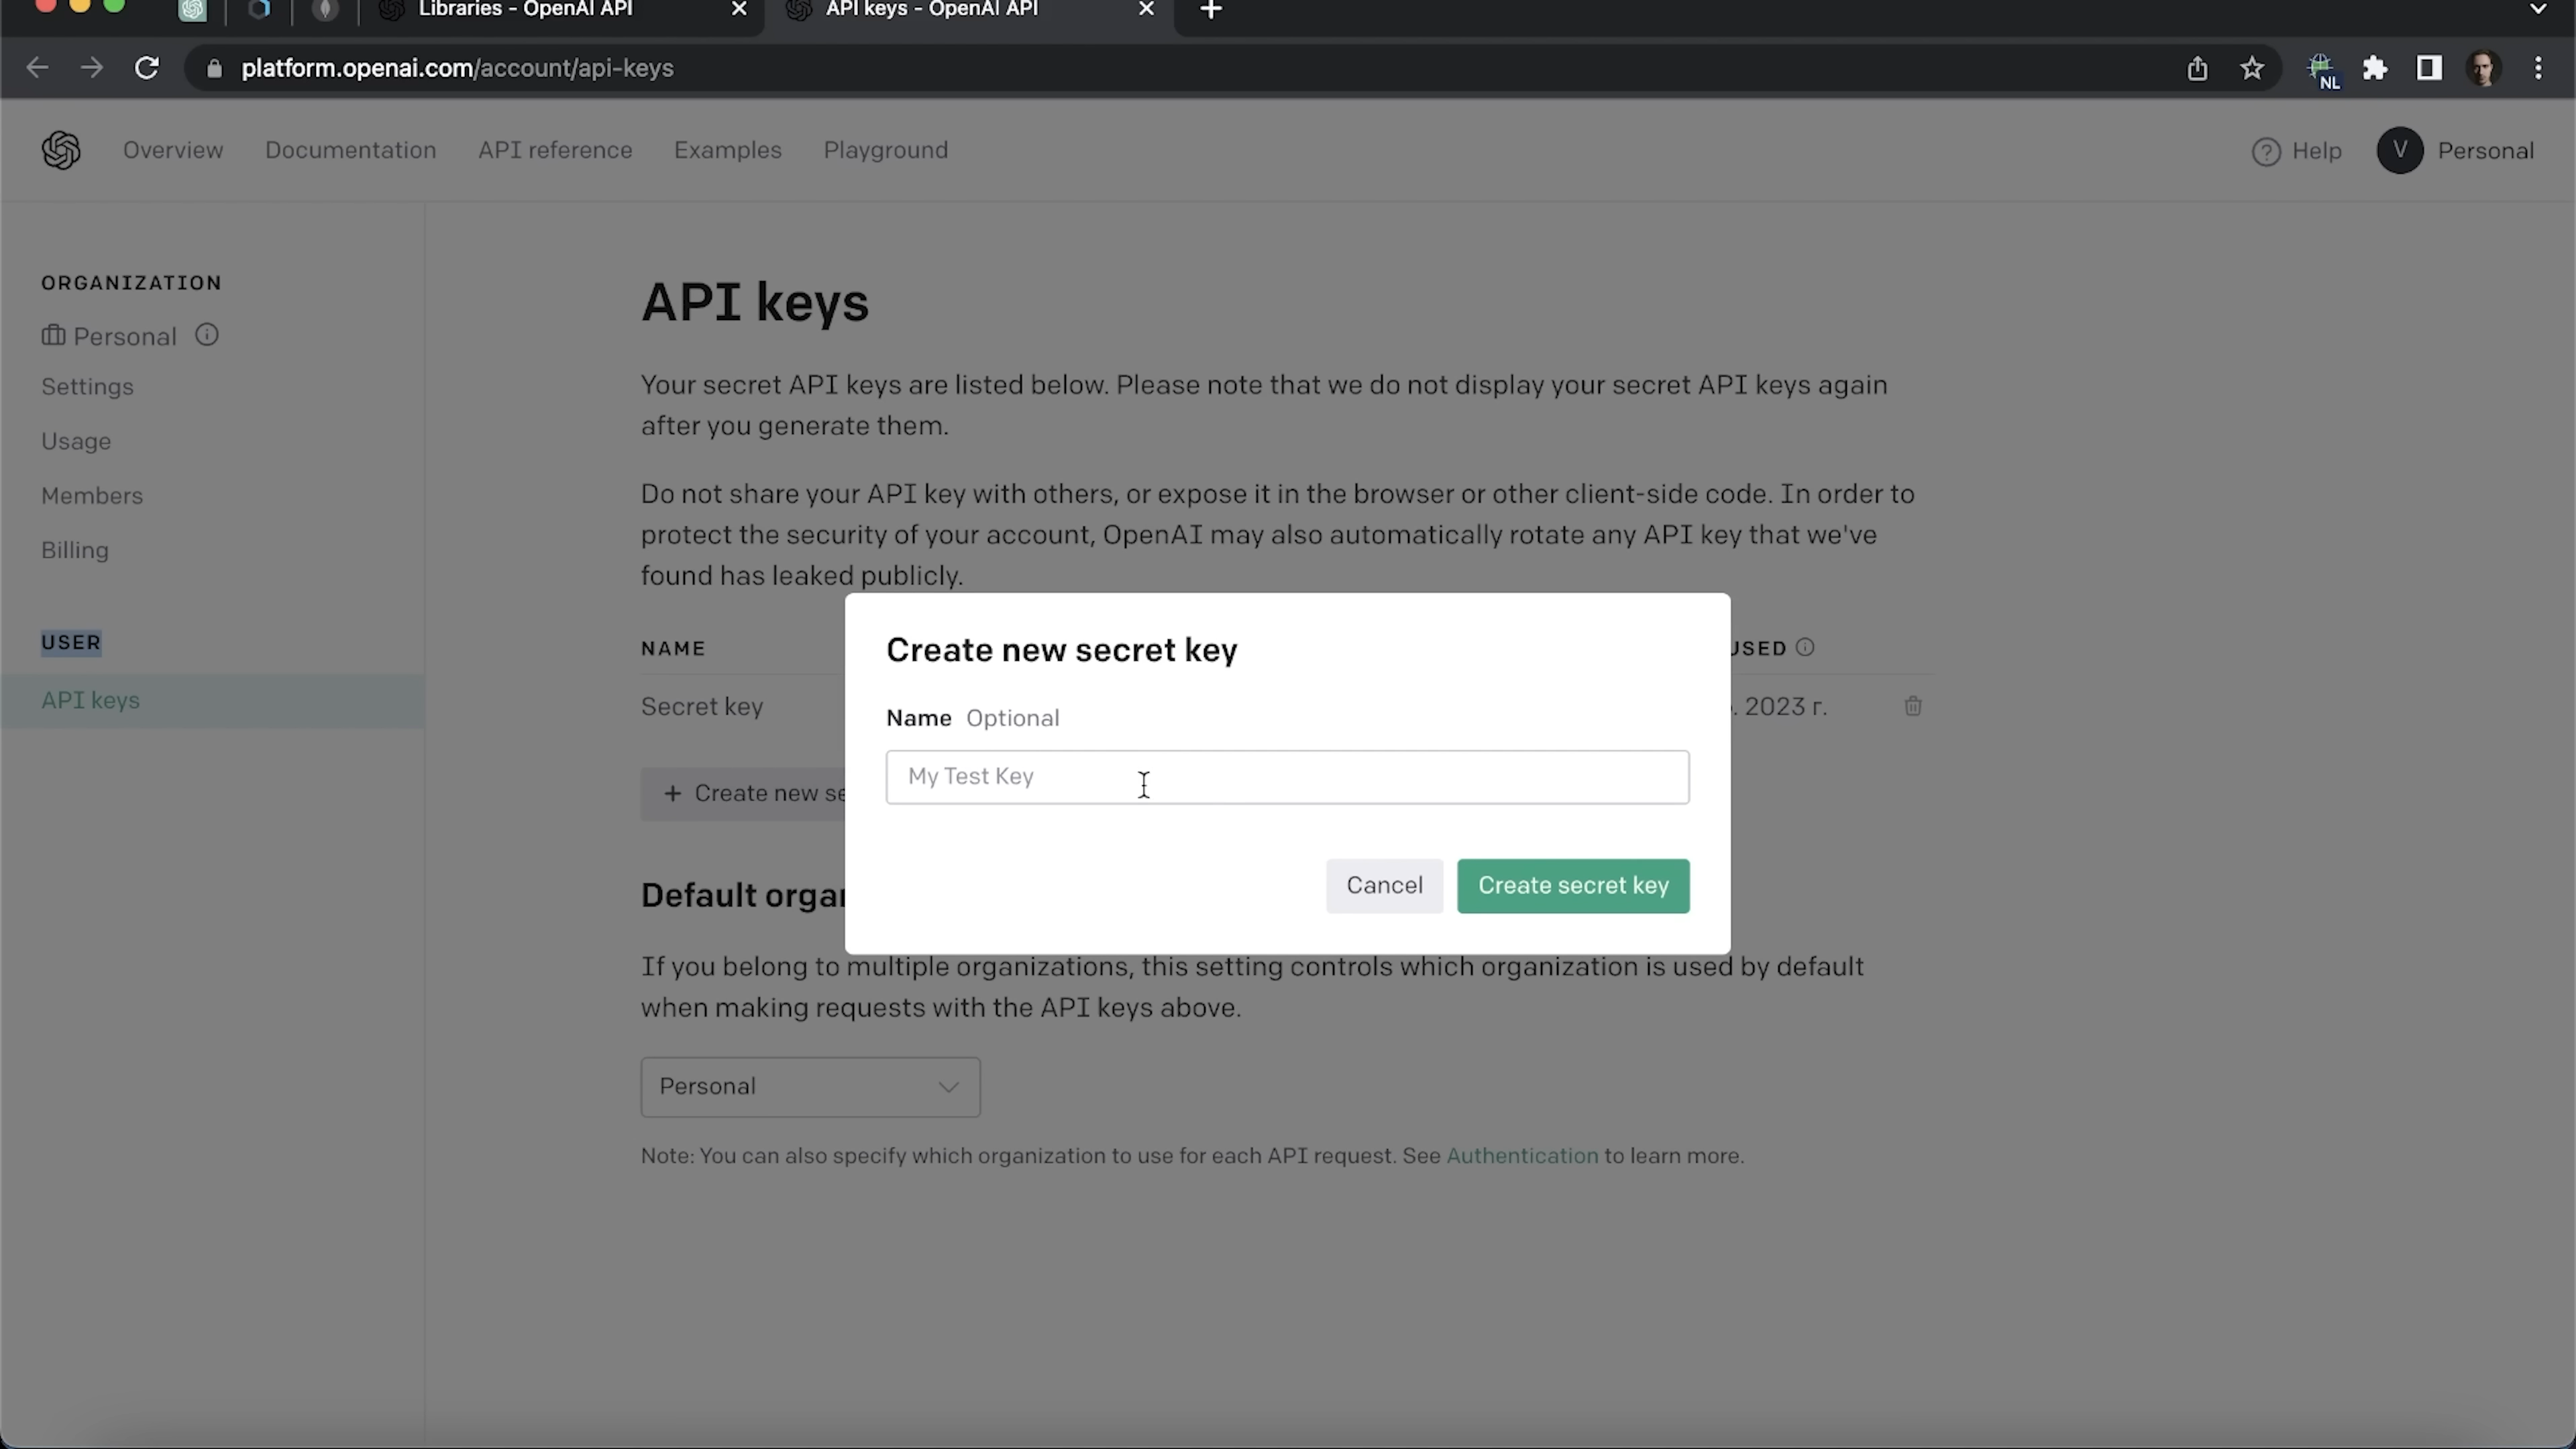 Libraries - OpenAI API
API keys - OpenAI API
platform.openai.com/account/api-keys
NL
Overview
Documentation
API reference
Examples
Playground
Help
V
Personal
ORGANIZATION
Personal
Settings
Usage
Members
Billing
USER
API keys
API keys
Your secret API keys are listed below. Please note that we do not display your secret API keys again
after you generate them.
Do not share your API key with others, or expose it in the browser or other client-side code. In order to
protect the security of your account, OpenAI may also automatically rotate any API key that we've
found has leaked publicly.
NAME
USED
Secret key
2023 г.
+ Create new se
Create new secret key
Name Optional
My Test Key
Cancel
Create secret key
Default organ
If you belong to multiple organizations, this setting controls which organization is used by default
when making requests with the API keys above.
Personal
Note: You can also specify which organization to use for each API request. See Authentication to learn more.